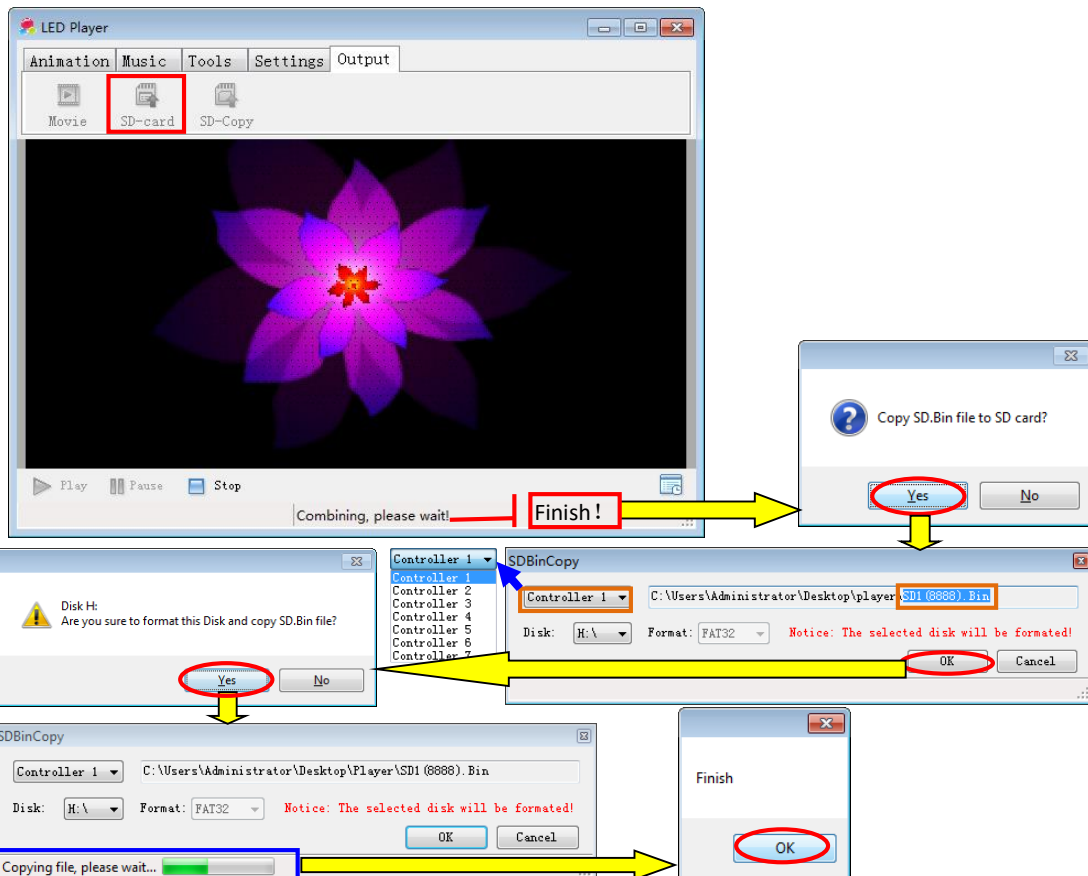 LED Player
Animation Music Tools Settings Output
Movie SD-card SD-Copy
Play Pause Stop
Combining, please wait! Finish!
Copy SD.Bin file to SD card?
Yes No
Disk H:
Are you sure to format this Disk and copy SD.Bin file?
Yes No
Controller 1
Controller 1
Controller 2
Controller 3
Controller 4
Controller 5
Controller 6
Controller 7
SDBinCopy
Controller 1 C:\Users\Administrator\Desktop\player\SD1(8888).Bin
Disk: H:\ Format: FAT32 Notice: The selected disk will be formated!
OK Cancel
SDBinCopy
Controller 1 C:\Users\Administrator\Desktop\Player\SD1(8888).Bin
Disk: H:\ Format: FAT32 Notice: The selected disk will be formated!
OK Cancel
Copying file, please wait...
Finish
OK